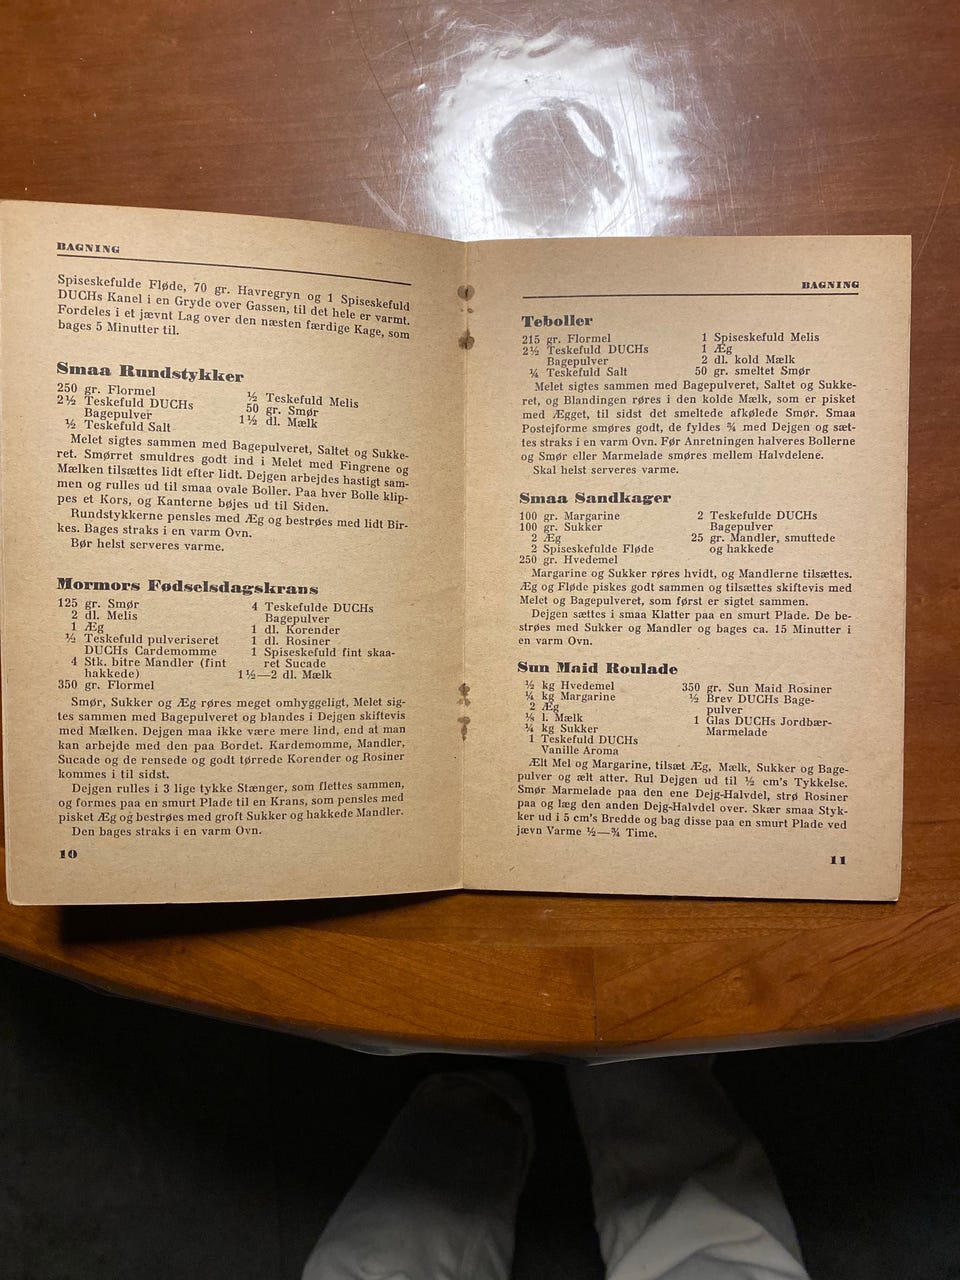 BAGNING
Spiseskefulde Fløde, 70 gr. Havregryn og 1 Spiseskefuld
DUCHs Kanel i en Gryde over Gassen, til det hele er varmt.
Fordeles i et jævnt Lag over den næsten færdige Kage, som
bages 5 Minutter til.
Smaa Rundstykker
250 gr. Flormel
2½ Teskefuld DUCHs
Bagepulver
½ Teskefuld Salt
½ Teskefuld Melis
50 gr. Smør
1½ dl. Mælk
Melet sigtes sammen med Bagepulveret, Saltet og Sukke-
ret. Smørret smuldres godt ind i Melet med Fingrene og
Mælken tilsættes lidt efter lidt. Dejgen arbejdes hastigt sam-
men og rulles ud til smaa ovale Boller. Paa hver Bolle klip-
pes et Kors, og Kanterne bøjes ud til Siden.
Rundstykkerne pensles med Æg og bestrøes med lidt Bir-
kes. Bages straks i en varm Ovn.
Bør helst serveres varme.
Mormors Fødselsdagskrans
125 gr. Smør
2 dl. Melis
1 Æg
½ Teskefuld pulveriseret
DUCHs Cardemomme
4 Stk. bitre Mandler (fint
hakkede)
350 gr. Flormel
4 Teskefulde DUCHs
Bagepulver
1 dl. Korender
1 dl. Rosiner
1 Spiseskefuld fint skaa-
ret Sucade
1½—2 dl. Mælk
Smør, Sukker og Æg røres meget omhyggeligt, Melet sig-
tes sammen med Bagepulveret og blandes i Dejgen skiftevis
med Mælken. Dejgen maa ikke være mere lind, end at man
kan arbejde med den paa Bordet. Kardemomme, Mandler,
Sucade og de rensede og godt tørrede Korender og Rosiner
kommes i til sidst.
Dejgen rulles i 3 lige tykke Stænger, som flettes sammen,
og formes paa en smurt Plade til en Krans, som pensles med
pisket Æg og bestrøes med groft Sukker og hakkede Mandler.
Den bages straks i en varm Ovn.
10
BAGNING
Teboller
215 gr. Flormel
2½ Teskefuld DUCHs
Bagepulver
¼ Teskefuld Salt
1 Spiseskefuld Melis
1 Æg
2 dl. kold Mælk
50 gr. smeltet Smør
Melet sigtes sammen med Bagepulveret, Saltet og Sukke-
ret, og Blandingen røres i den kolde Mælk, som er pisket
med Ægget, til sidst det smeltede afkølede Smør. Smaa
Postejforme smøres godt, de fyldes ¾ med Dejgen og sæt-
tes straks i en varm Ovn. Før Anretningen halveres Bollerne
og Smør eller Marmelade smøres mellem Halvdelene.
Skal helst serveres varme.
Smaa Sandkager
100 gr. Margarine
100 gr. Sukker
2 Æg
2 Spiseskefulde Fløde
250 gr. Hvedemel
2 Teskefulde DUCHs
Bagepulver
25 gr. Mandler, smuttede
og hakkede
Margarine og Sukker røres hvidt, og Mandlerne tilsættes.
Æg og Fløde piskes godt sammen og tilsættes skiftevis med
Melet og Bagepulveret, som først er sigtet sammen.
Dejgen sættes i smaa Klatter paa en smurt Plade. De be-
strøes med Sukker og Mandler og bages ca. 15 Minutter i
en varm Ovn.
Sun Maid Roulade
½ kg Hvedemel
¼ kg Margarine
2 Æg
⅛ l. Mælk
¼ kg Sukker
1 Teskefuld DUCHs
Vanille Aroma
350 gr. Sun Maid Rosiner
½ Brev DUCHs Bage-
pulver
1 Glas DUCHs Jordbær-
Marmelade
Ælt Mel og Margarine, tilsæt Æg, Mælk, Sukker og Bage-
pulver og ælt atter. Rul Dejgen ud til ½ cm's Tykkelse.
Smør Marmelade paa den ene Dejg-Halvdel, strø Rosiner
paa og læg den anden Dejg-Halvdel over. Skær smaa Styk-
ker ud i 5 cm's Bredde og bag disse paa en smurt Plade ved
jævn Varme ½—¾ Time.
11